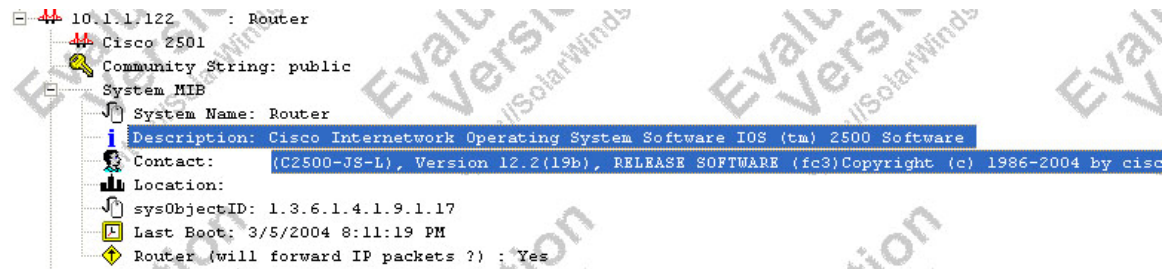 10.1.1.122 : Router
Cisco 2501
Community String: public
System MIB
System Name: Router
Description: Cisco Internetwork Operating System Software IOS (tm) 2500 Software
Contact: (C2500-JS-L), Version 12.2(19b), RELEASE SOFTWARE (fc3)Copyright (c) 1986-2004 by cisc
Location:
sysObjectID: 1.3.6.1.4.1.9.1.17
Last Boot: 3/5/2004 8:11:19 PM
Router (will forward IP packets ?) : Yes